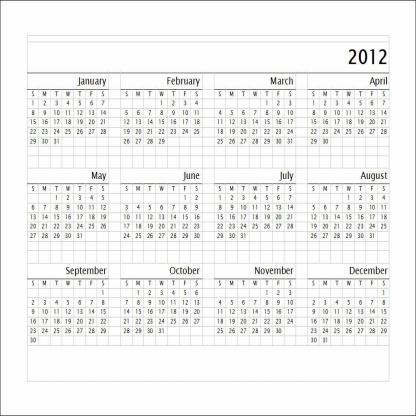 2012
January February March April
S M T W T F S S M T W T F S S M T W T F S S M T W T F S
1 2 3 4 5 6 7 1 2 3 4 1 2 3 1 2 3 4 5 6 7
8 9 10 11 12 13 14 5 6 7 8 9 10 11 4 5 6 7 8 9 10 8 9 10 11 12 13 14
15 16 17 18 19 20 21 12 13 14 15 16 17 18 11 12 13 14 15 16 17 15 16 17 18 19 20 21
22 23 24 25 26 27 28 19 20 21 22 23 24 25 18 19 20 21 22 23 24 22 23 24 25 26 27 28
29 30 31 26 27 28 29 25 26 27 28 29 30 31 29 30
May June July August
S M T W T F S S M T W T F S S M T W T F S S M T W T F S
1 2 3 4 5 1 2 1 2 3 4 5 6 7 1 2 3 4
6 7 8 9 10 11 12 3 4 5 6 7 8 9 8 9 10 11 12 13 14 5 6 7 8 9 10 11
13 14 15 16 17 18 19 10 11 12 13 14 15 16 15 16 17 18 19 20 21 12 13 14 15 16 17 18
20 21 22 23 24 25 26 17 18 19 20 21 22 23 22 23 24 25 26 27 28 19 20 21 22 23 24 25
27 28 29 30 31 24 25 26 27 28 29 30 29 30 31 26 27 28 29 30 31
September October November December
S M T W T F S S M T W T F S S M T W T F S S M T W T F S
1 1 2 3 4 5 6 1 2 3 1
2 3 4 5 6 7 8 7 8 9 10 11 12 13 4 5 6 7 8 9 10 2 3 4 5 6 7 8
9 10 11 12 13 14 15 14 15 16 17 18 19 20 11 12 13 14 15 16 17 9 10 11 12 13 14 15
16 17 18 19 20 21 22 21 22 23 24 25 26 27 18 19 20 21 22 23 24 16 17 18 19 20 21 22
23 24 25 26 27 28 29 28 29 30 31 25 26 27 28 29 30 23 24 25 26 27 28 29
30 30 31